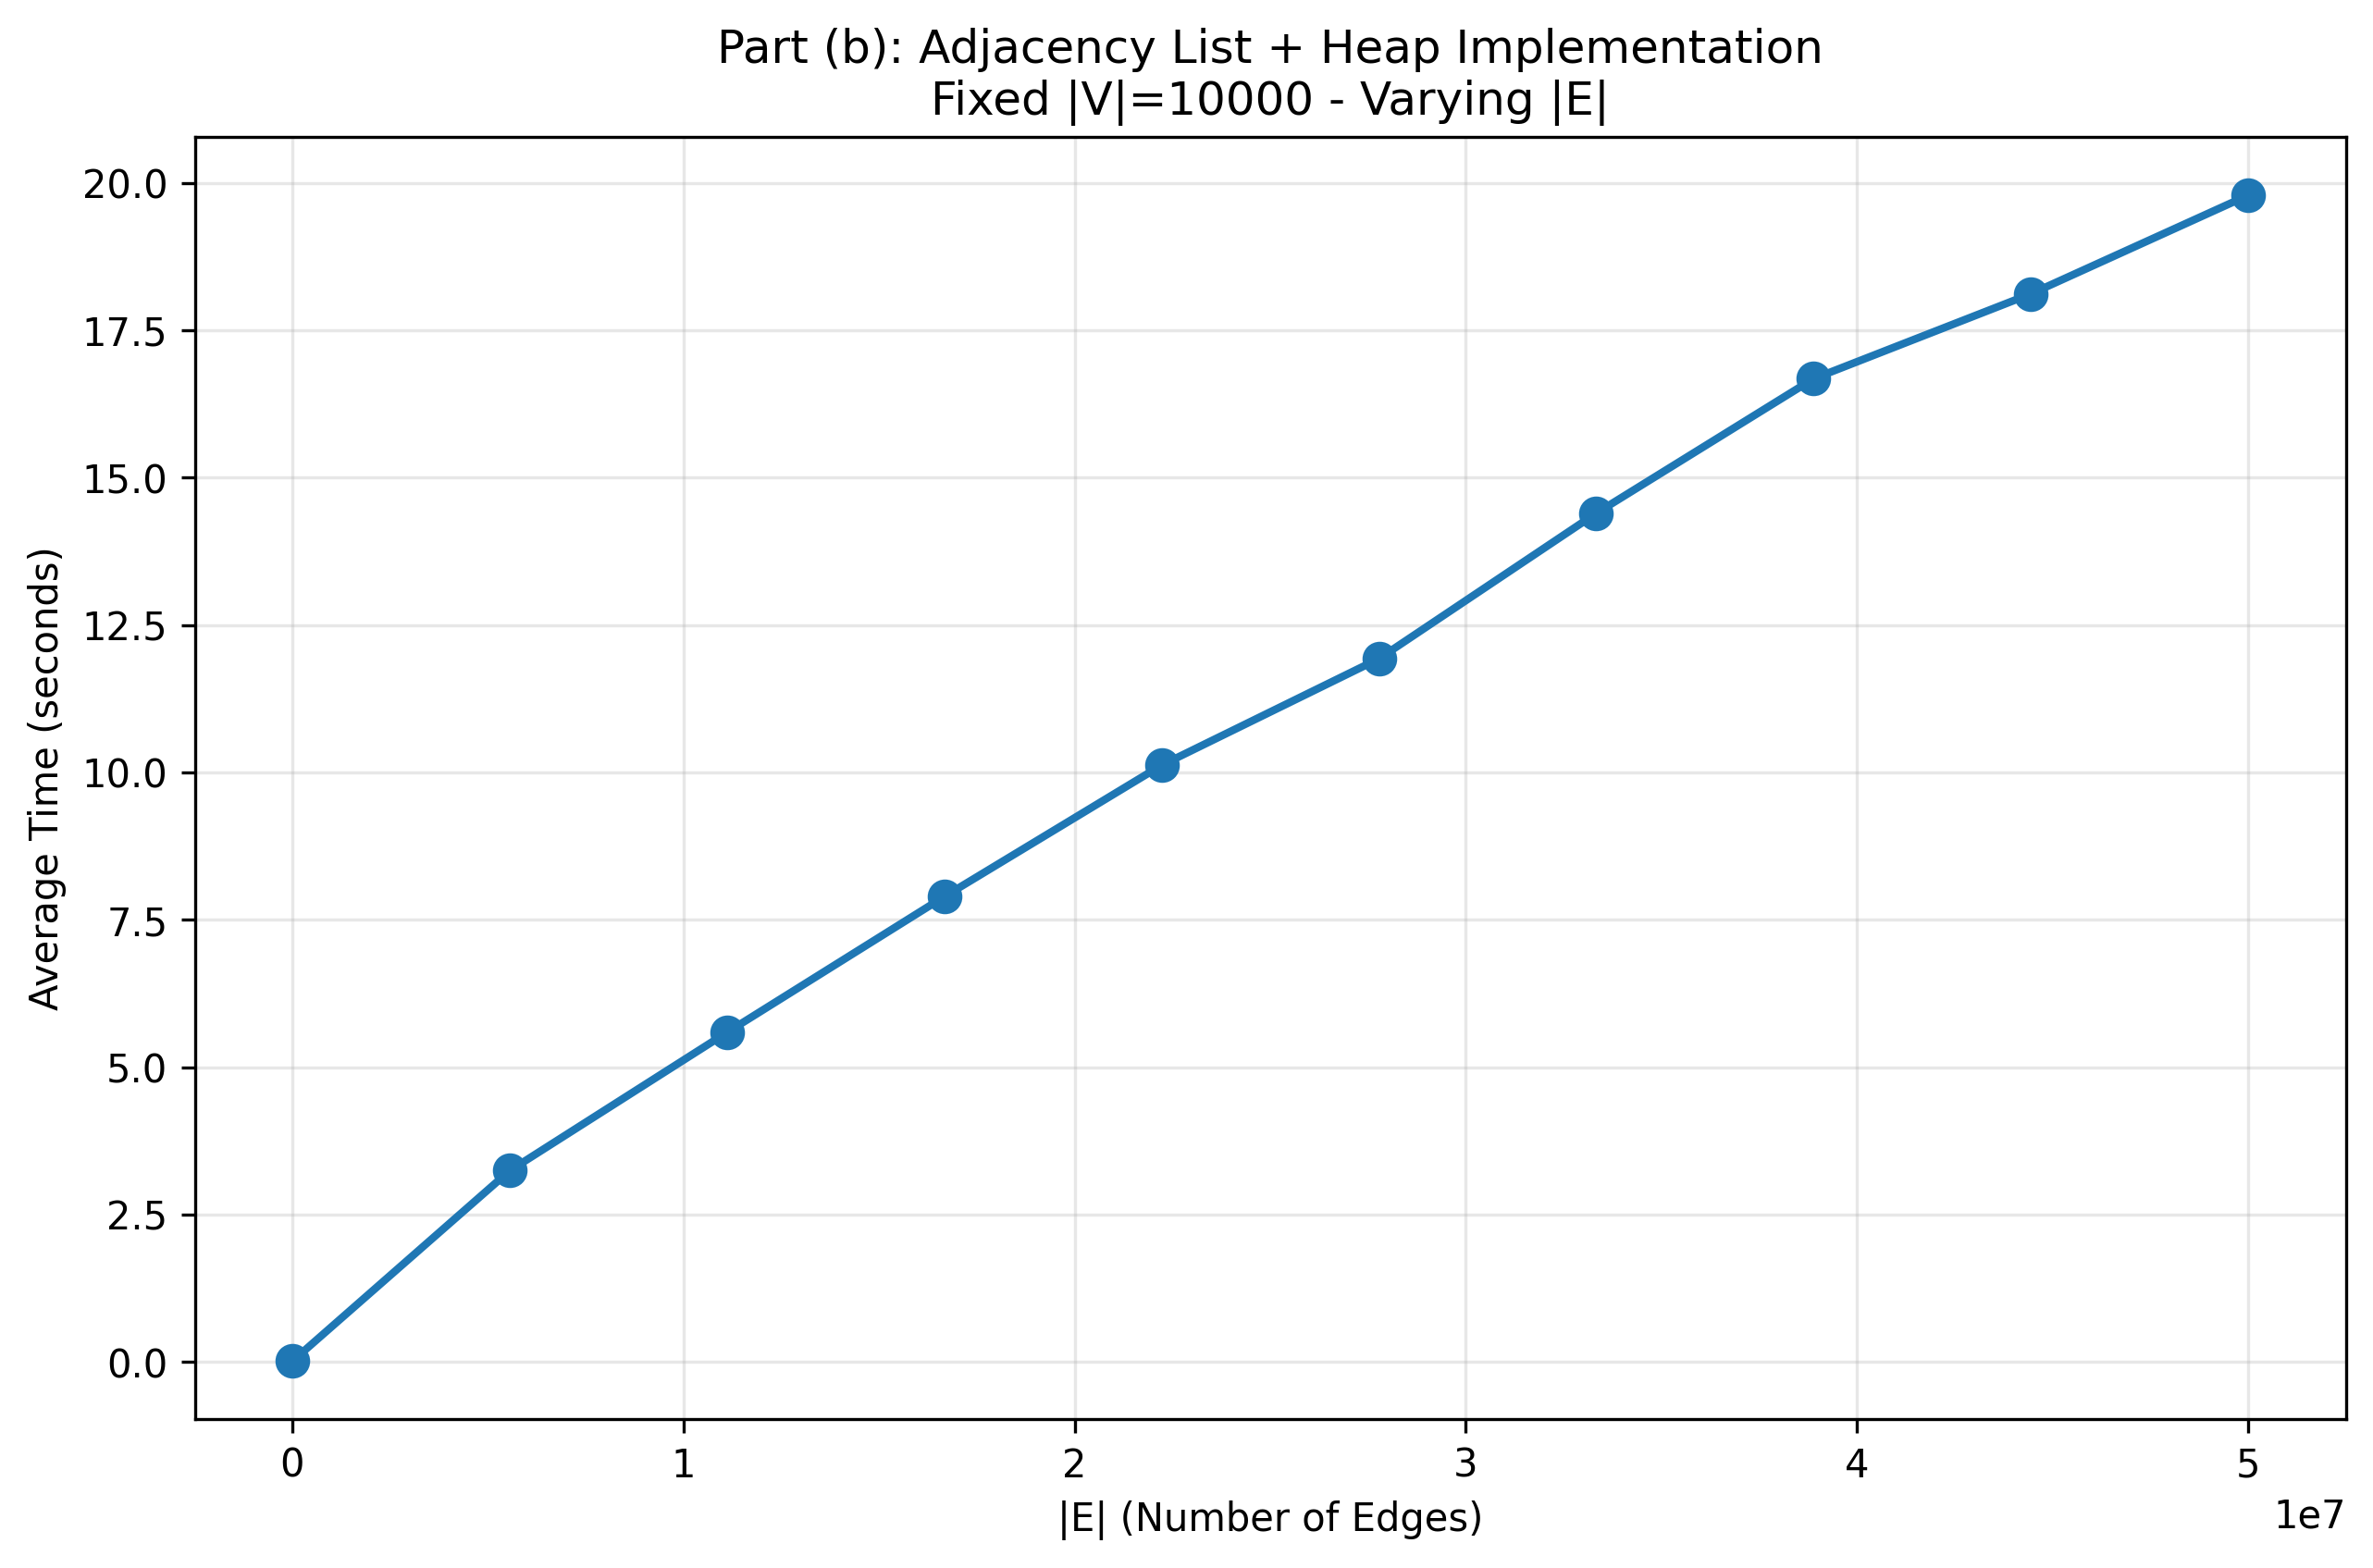 Part (b): Adjacency List + Heap Implementation
Fixed |V|=10000 - Varying |E|
20.0
17.5
15.0
12.5
10.0
7.5
5.0
2.5
0.0
Average Time (seconds)
0 1 2 3 4 5
1e7
|E| (Number of Edges)